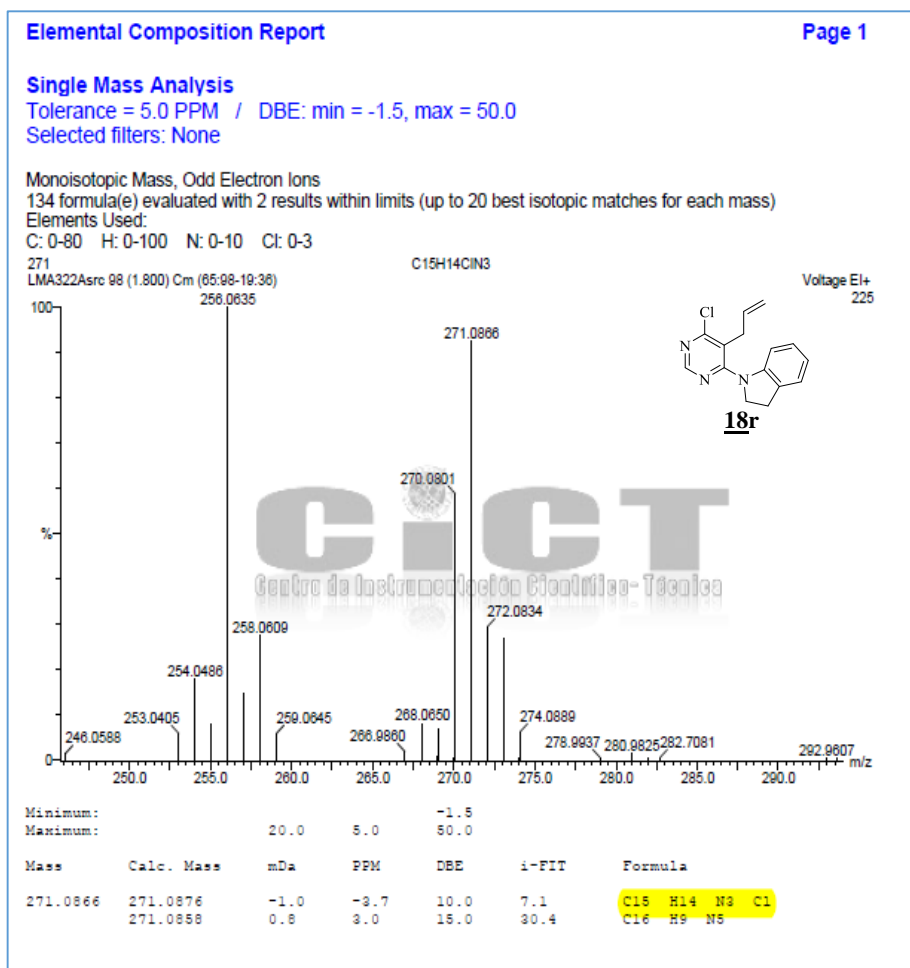 Elemental Composition Report Page 1
Single Mass Analysis
Tolerance = 5.0 PPM / DBE: min = -1.5, max = 50.0
Selected filters: None
Monoisotopic Mass, Odd Electron Ions
134 formula(e) evaluated with 2 results within limits (up to 20 best isotopic matches for each mass)
Elements Used:
C: 0-80 H: 0-100 N: 0-10 Cl: 0-3
271 C15H14ClN3
LMA322Asrc 98 (1.800) Cm (65:98-19:36) Voltage EI+
225
100
256.0635
271.0866
Cl
N
N
N
18r
270.0801
%
CiCT
Centro de Instrumentación Científico-Técnica
272.0834
258.0609
254.0486
253.0405
259.0645
268.0650
274.0889
246.0588
266.9860
278.9937 280.9825 282.7081
292.9607
0
m/z
250.0 255.0 260.0 265.0 270.0 275.0 280.0 285.0 290.0
Minimum: -1.5
Maximum: 20.0 5.0 50.0
Mass Calc. Mass mDa PPM DBE i-FIT Formula
271.0866 271.0876 -1.0 -3.7 10.0 7.1 C15 H14 N3 Cl
271.0858 0.8 3.0 15.0 30.4 C16 H9 N5